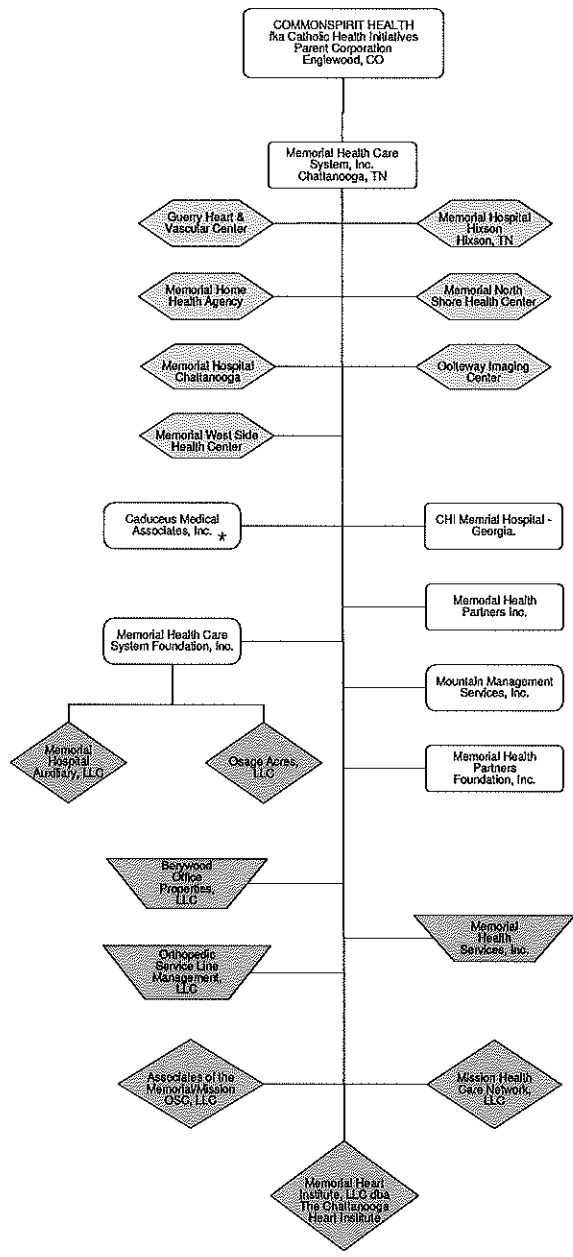 COMMONSPIRIT HEALTH
fka Catholic Health Initiatives
Parent Corporation
Englewood, CO
Memorial Health Care
System, Inc.
Chattanooga, TN
Guerry Heart &
Vascular Center
Memorial Hospital
Hixson
Hixson, TN
Memorial Home
Health Agency
Memorial North
Shore Health Center
Memorial Hospital
Chattanooga
Oolteway Imaging
Center
Memorial West Side
Health Center
Caduceus Medical
Associates, Inc. *
CHI Memrial Hospital -
Georgia.
Memorial Health
Partners Inc.
Memorial Health Care
System Foundation, Inc.
Mountain Management
Services, Inc.
Memorial
Hospital
Auxiliary, LLC
Osage Acres,
LLC
Memorial Health
Partners
Foundation, Inc.
Berywood
Office
Properties,
LLC
Memorial
Health
Services, Inc.
Orthopedic
Service Line
Management,
LLC
Associates of the
Memorial/Mission
OSC, LLC
Mission Health
Care Network,
LLC
Memorial Heart
Institute, LLC dba
The Chattanooga
Heart Institute